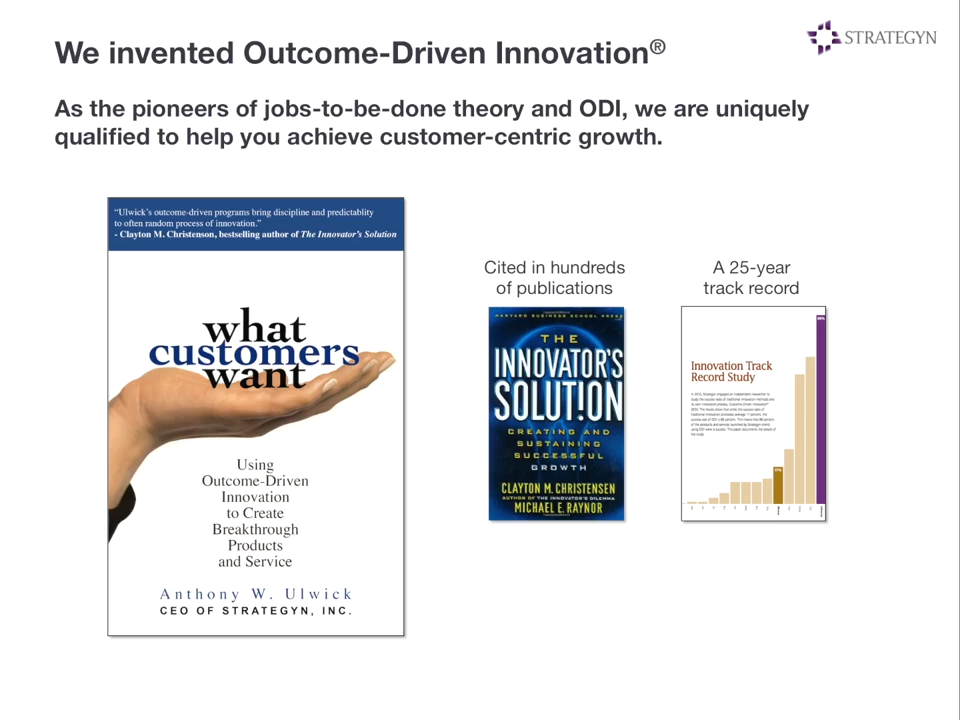 We invented Outcome-Driven Innovation®
STRATEGYN
As the pioneers of jobs-to-be-done theory and ODI, we are uniquely
qualified to help you achieve customer-centric growth.
“Ulwick’s outcome-driven programs bring discipline and predictablity
to often random process of innovation.”
- Clayton M. Christenson, bestselling author of The Innovator’s Solution
what
customers
want
Using
Outcome-Driven
Innovation
to Create
Breakthrough
Products
and Service
Anthony W. Ulwick
CEO OF STRATEGYN, INC.
Cited in hundreds
of publications
HARVARD BUSINESS SCHOOL PRESS
THE
INNOVATOR'S
SOLUT!ON
CREATING AND
SUSTAINING
SUCCESSFUL
GROWTH
CLAYTON M. CHRISTENSEN
AUTHOR OF THE INNOVATOR'S DILEMMA
MICHAEL E. RAYNOR
A 25-year
track record
Innovation Track
Record Study
17%
86%